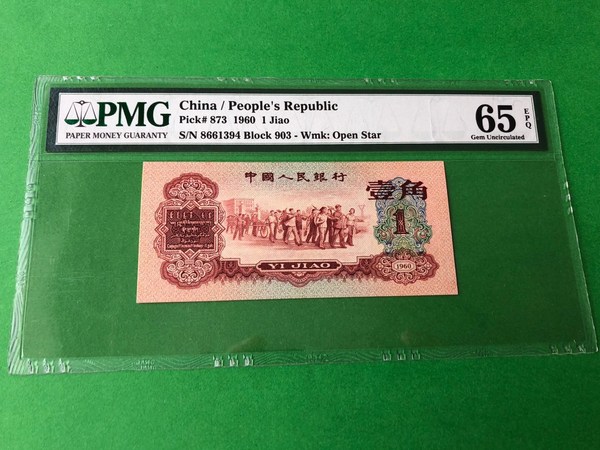 PMG
PAPER MONEY GUARANTY
China / People's Republic
Pick# 873 1960 1 Jiao
S/N 8661394 Block 903 - Wmk: Open Star
65 EPQ
Gem Uncirculated
中國人民銀行
壹角
1
YI JIAO
1960